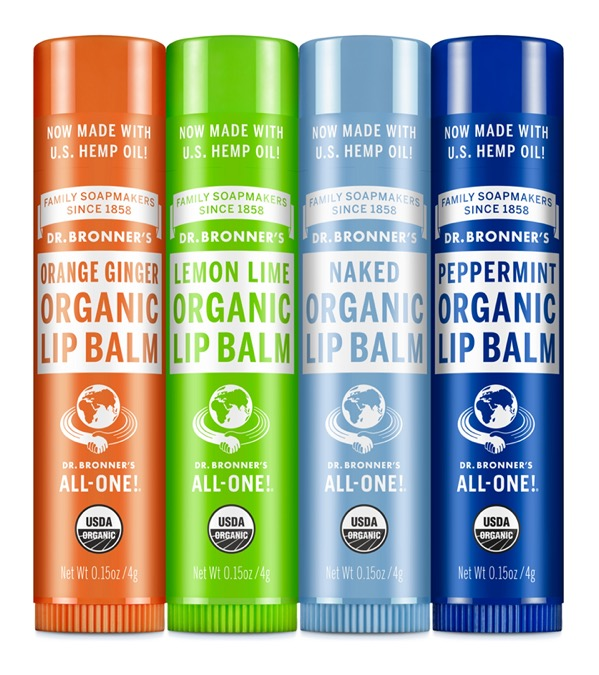 NOW MADE WITH
U.S. HEMP OIL!
FAMILY SOAPMAKERS
SINCE 1858
DR. BRONNER'S
ORANGE GINGER
ORGANIC
LIP BALM
DR. BRONNER'S
ALL-ONE!
USDA
ORGANIC
Net Wt 0.15oz/4g
NOW MADE WITH
U.S. HEMP OIL!
FAMILY SOAPMAKERS
SINCE 1858
DR. BRONNER'S
LEMON LIME
ORGANIC
LIP BALM
DR. BRONNER'S
ALL-ONE!
USDA
ORGANIC
Net Wt 0.15oz/4g
NOW MADE WITH
U.S. HEMP OIL!
FAMILY SOAPMAKERS
SINCE 1858
DR. BRONNER'S
NAKED
ORGANIC
LIP BALM
DR. BRONNER'S
ALL-ONE!
USDA
ORGANIC
Net Wt 0.15oz/4g
NOW MADE WITH
U.S. HEMP OIL!
FAMILY SOAPMAKERS
SINCE 1858
DR. BRONNER'S
PEPPERMINT
ORGANIC
LIP BALM
DR. BRONNER'S
ALL-ONE!
USDA
ORGANIC
Net Wt 0.15oz/4g